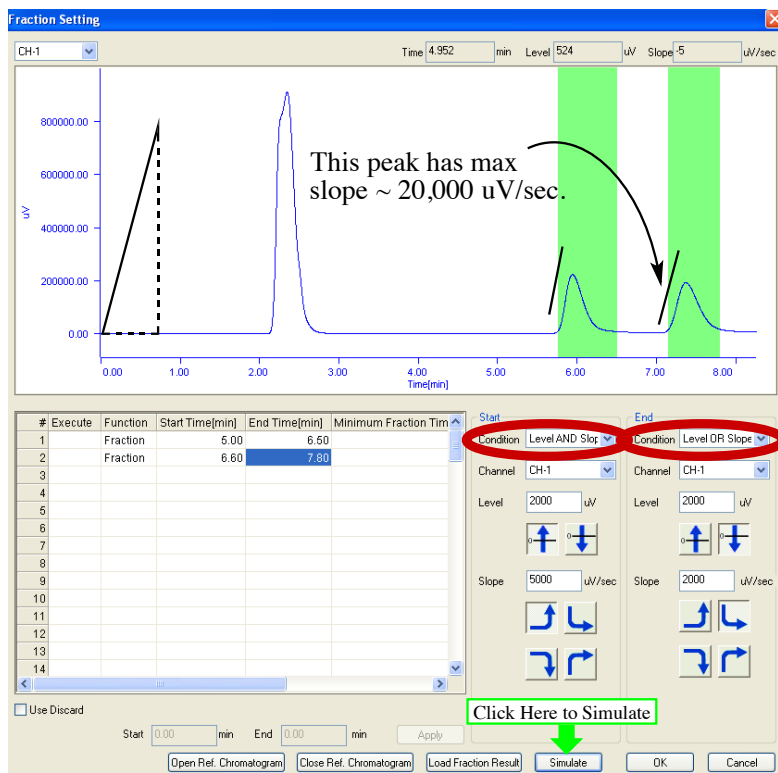 Fraction Setting
CH-1 Time 4.952 min Level 524 uV Slope -5 uV/sec
This peak has max
slope ~ 20,000 uV/sec.
800000.00
600000.00
400000.00
200000.00
0.00
uV
0.00 1.00 2.00 3.00 4.00 5.00 6.00 7.00 8.00
Time[min]
# Execute Function Start Time[min] End Time[min] Minimum Fraction Tim
1 Fraction 5.00 6.50
2 Fraction 6.60 7.80
3
4
5
6
7
8
9
10
11
12
13
14
Start
Condition Level AND Slop
Channel CH-1
Level 2000 uV
Slope 5000 uV/sec
End
Condition Level OR Slope
Channel CH-1
Level 2000 uV
Slope 2000 uV/sec
Use Discard
Start 0.00 min End 0.00 min Apply
Click Here to Simulate
Open Ref. Chromatogram Close Ref. Chromatogram Load Fraction Result Simulate OK Cancel